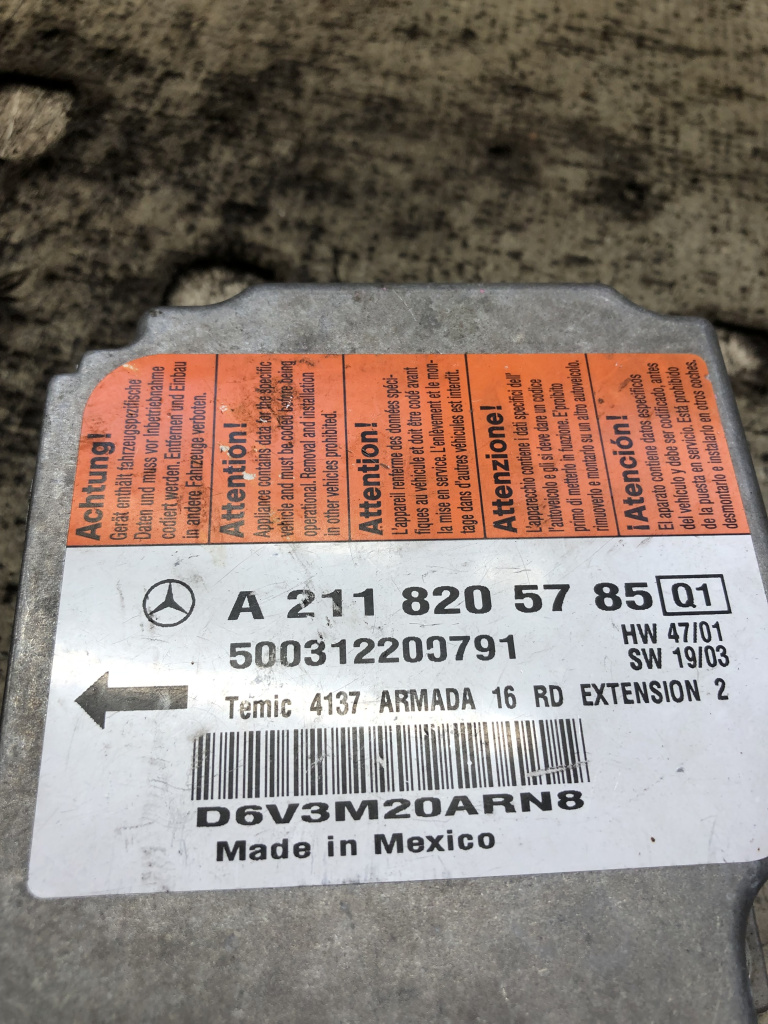 Achtung!
Gerät enthält fahrzeugspezifische
Daten und muss vor Inbetriebnahme
codiert werden. Entfernen und Einbau
in andere Fahrzeuge verboten.
Attention!
Appliance contains data for the specific
vehicle and must be coded before being
operational. Removal and installation
in other vehicles prohibited.
Attention!
L'appareil renferme des données spéci-
fiques au véhicule et doit être codé avant
la mise en service. L'enlèvement et le mon-
tage dans d'autres véhicules est interdit.
Attenzione!
L'apparecchio contiene i dati specifici dell'
l'autoveicolo e gli si deve dare un codice
primo di metterlo in funzione. E'proibito
rimuoverlo e montarlo su un altro autoveicolo.
¡Atención!
El aparato contiene datos especificos
del vehiculo y debe ser codificado, antes
de la puesta en servicio. Está prohibido
desmontarlo e instalarlo en otros coches.
A 211 820 57 85 Q1
500312200791
HW 47/01
SW 19/03
Temic 4137 ARMADA 16 RD EXTENSION 2
D6V3M20ARN8
Made in Mexico